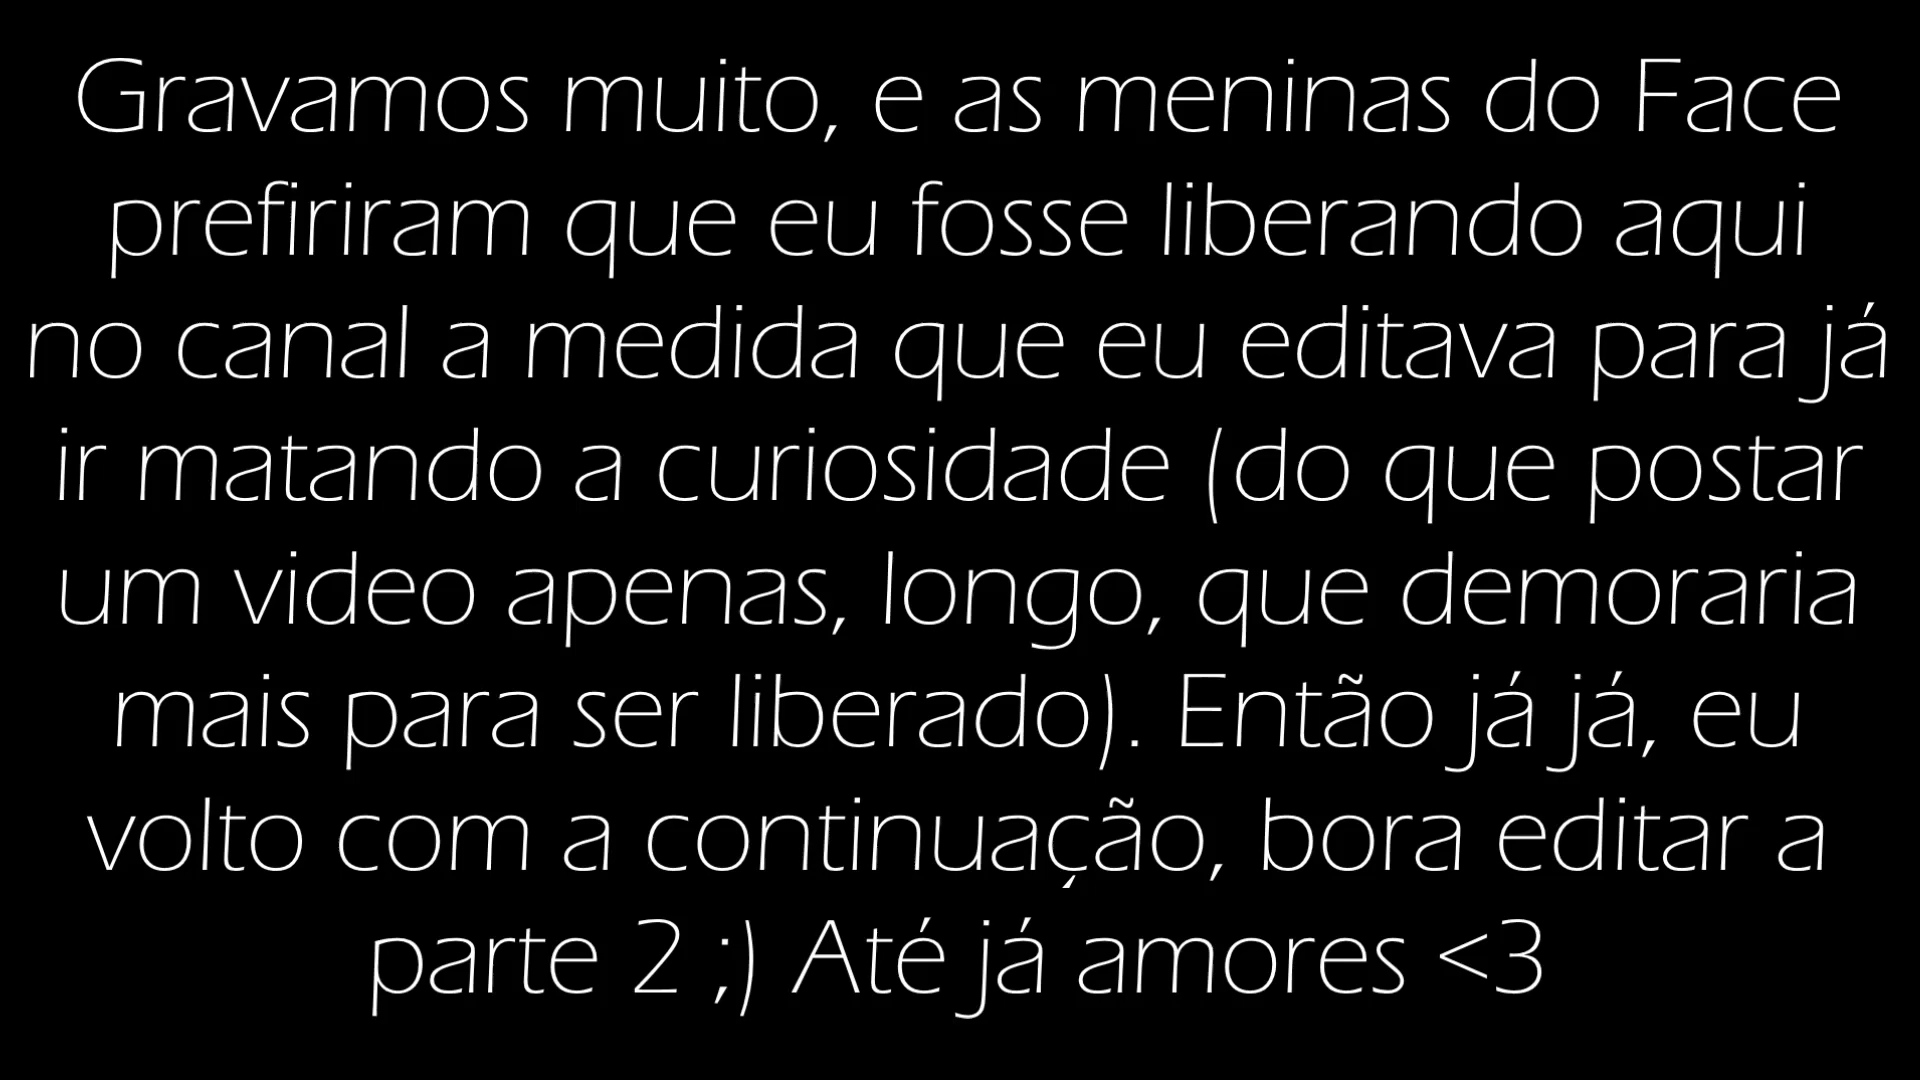 Gravamos muito, e as meninas do Face
prefiriram que eu fosse liberando aqui
no canal a medida que eu editava para já
ir matando a curiosidade (do que postar
um video apenas, longo, que demoraria
mais para ser liberado). Então já já, eu
volto com a continuação, bora editar a
parte 2 ;) Até já amores <3